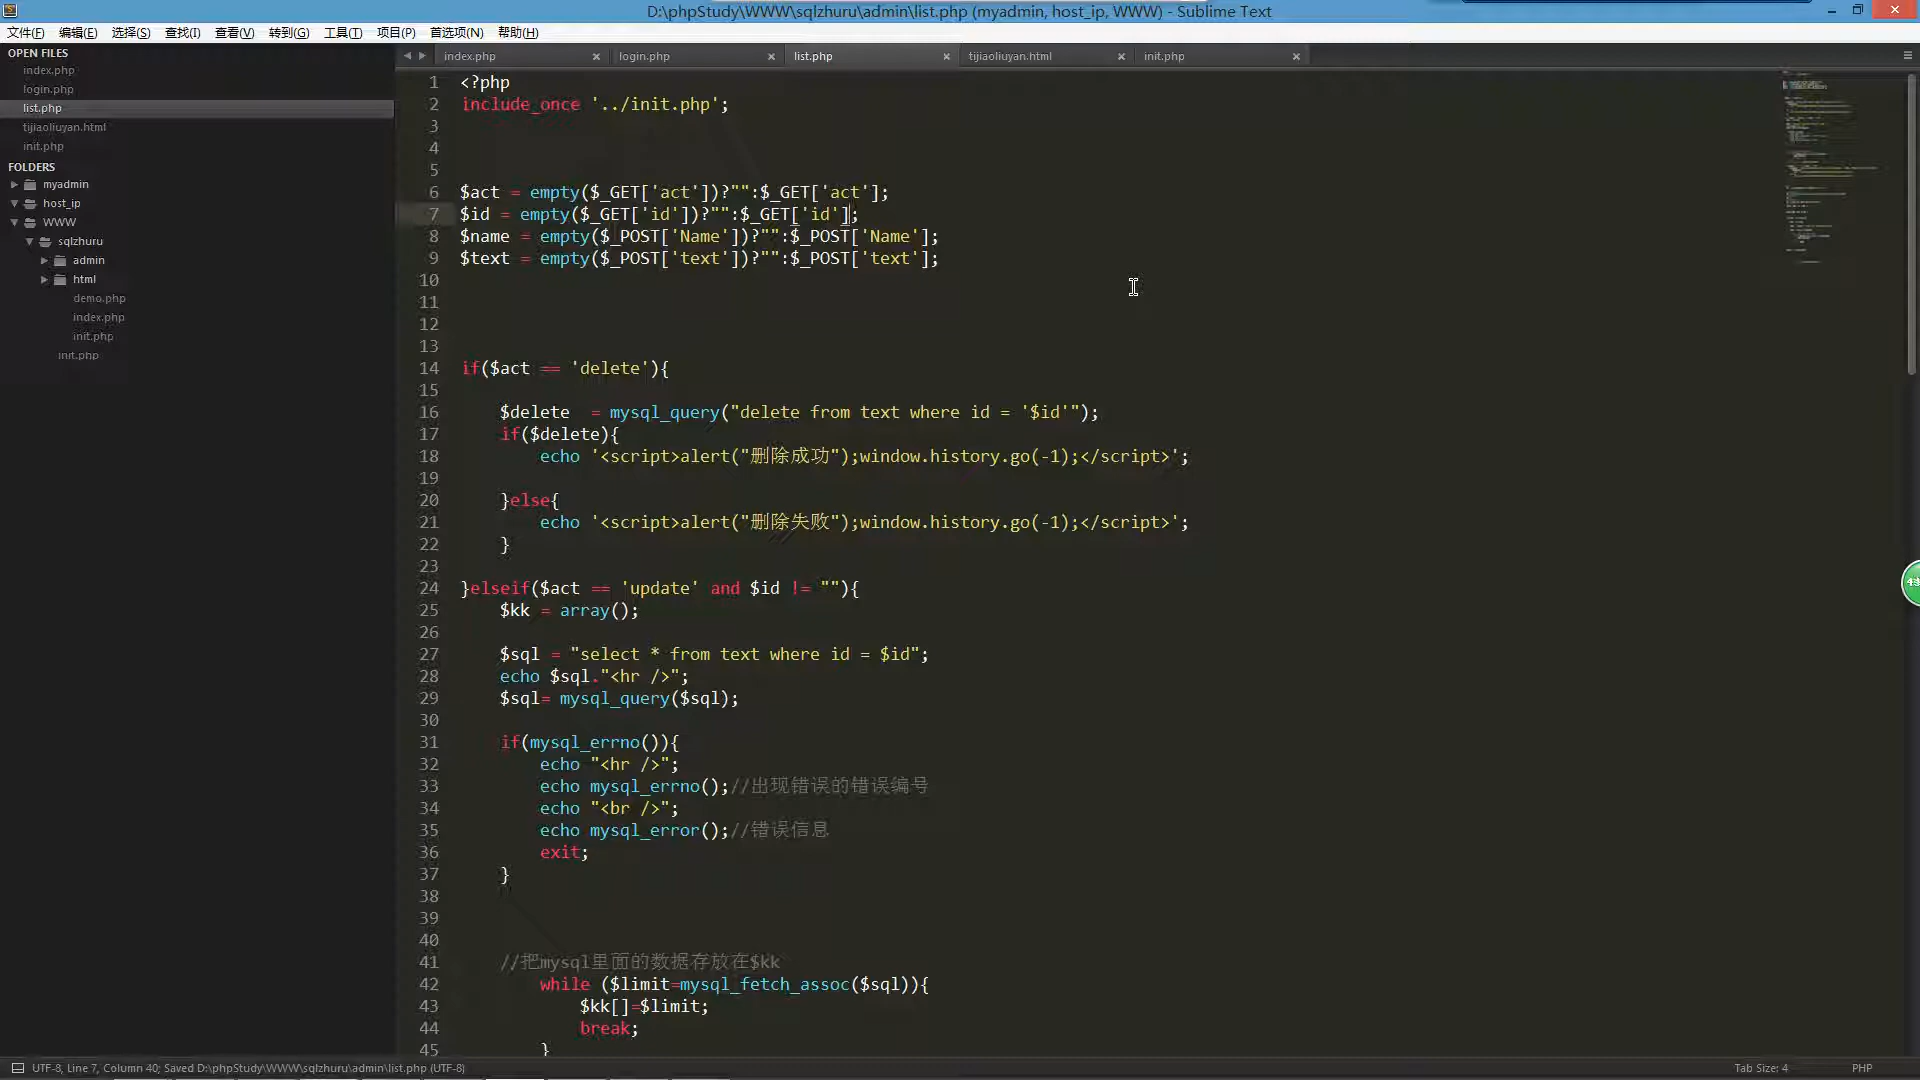 D:\phpStudy\WWW\sqlzhuru\admin\list.php (myadmin, host_ip, WWW) - Sublime Text
文件(F) 编辑(E) 选择(S) 查找(I) 查看(V) 转到(G) 工具(T) 项目(P) 首选项(N) 帮助(H)
OPEN FILES
index.php
login.php
list.php
tijiaoliuyan.html
init.php
FOLDERS
myadmin
host_ip
WWW
sqlzhuru
admin
html
demo.php
index.php
init.php
init.php
index.php login.php list.php tijiaoliuyan.html init.php
1 <?php
2 include_once '../init.php';
3
4
5
6 $act = empty($_GET['act'])?"":$_GET['act'];
7 $id = empty($_GET['id'])?"":$_GET['id'];
8 $name = empty($_POST['Name'])?"":$_POST['Name'];
9 $text = empty($_POST['text'])?"":$_POST['text'];
10
11
12
13
14 if($act == 'delete'){
15
16 $delete  = mysql_query("delete from text where id = '$id'");
17 if($delete){
18 echo '<script>alert("删除成功");window.history.go(-1);</script>';
19
20 }else{
21 echo '<script>alert("删除失败");window.history.go(-1);</script>';
22 }
23
24 }elseif($act == 'update' and $id != ""){
25 $kk = array();
26
27 $sql = "select * from text where id = $id";
28 echo $sql."<hr />";
29 $sql= mysql_query($sql);
30
31 if(mysql_errno()){
32 echo "<hr />";
33 echo mysql_errno();//出现错误的错误编号
34 echo "<br />";
35 echo mysql_error();//错误信息
36 exit;
37 }
38
39
40
41 //把mysql里面的数据存放在$kk
42 while ($limit=mysql_fetch_assoc($sql)){
43 $kk[]=$limit;
44 break;
45 }
UTF-8, Line 7, Column 40; Saved D:\phpStudy\WWW\sqlzhuru\admin\list.php (UTF-8) Tab Size: 4 PHP